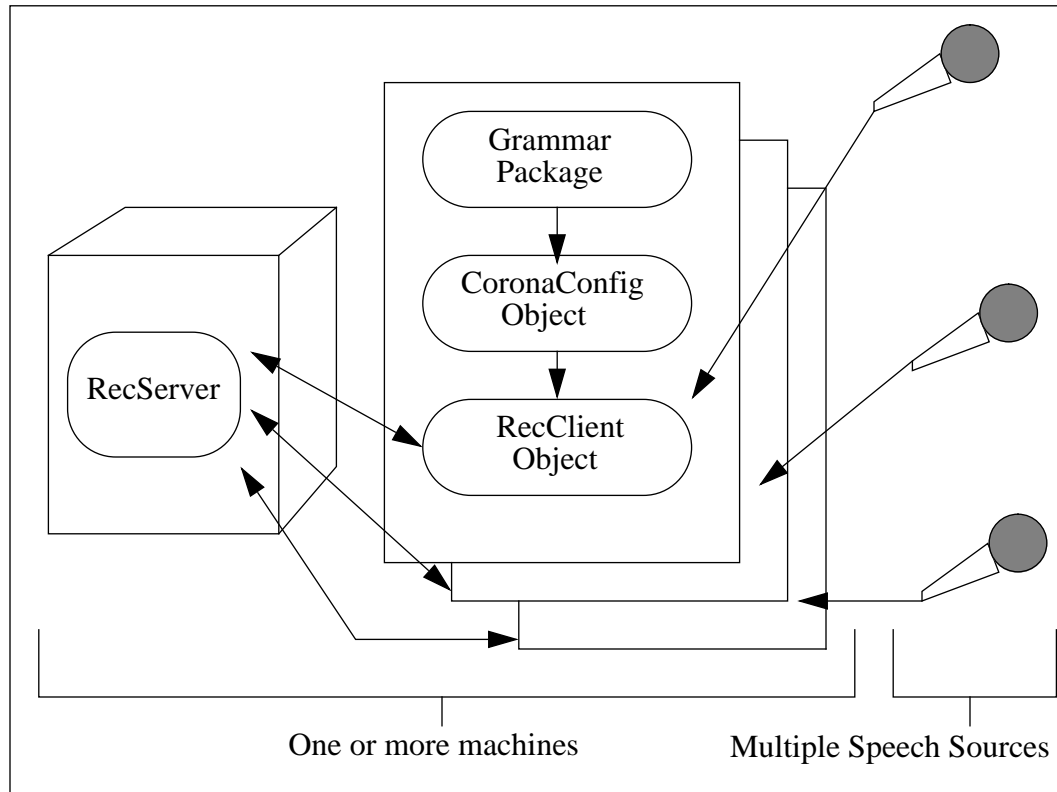 Grammar
Package
CoronaConfig
Object
RecServer
RecClient
Object
One or more machines
Multiple Speech Sources